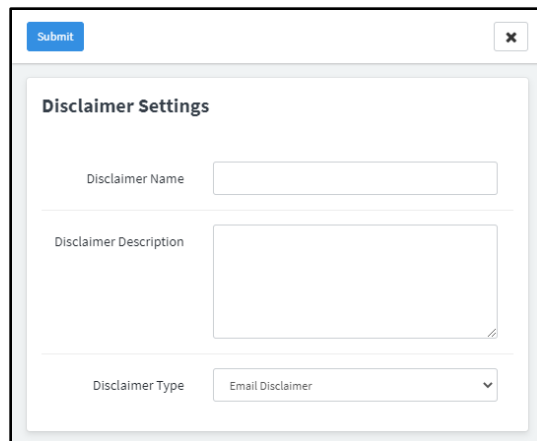 Submit
Disclaimer Settings
Disclaimer Name
Disclaimer Description
Disclaimer Type
Email Disclaimer